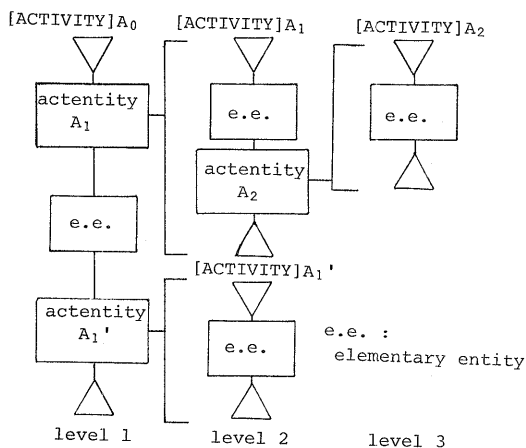 [ACTIVITY]A₀
[ACTIVITY]A₁
[ACTIVITY]A₂
actentity
A₁
e.e.
actentity
A₁'
level 1
e.e.
actentity
A₂
[ACTIVITY]A₁'
e.e.
level 2
e.e.
e.e. :
elementary entity
level 3